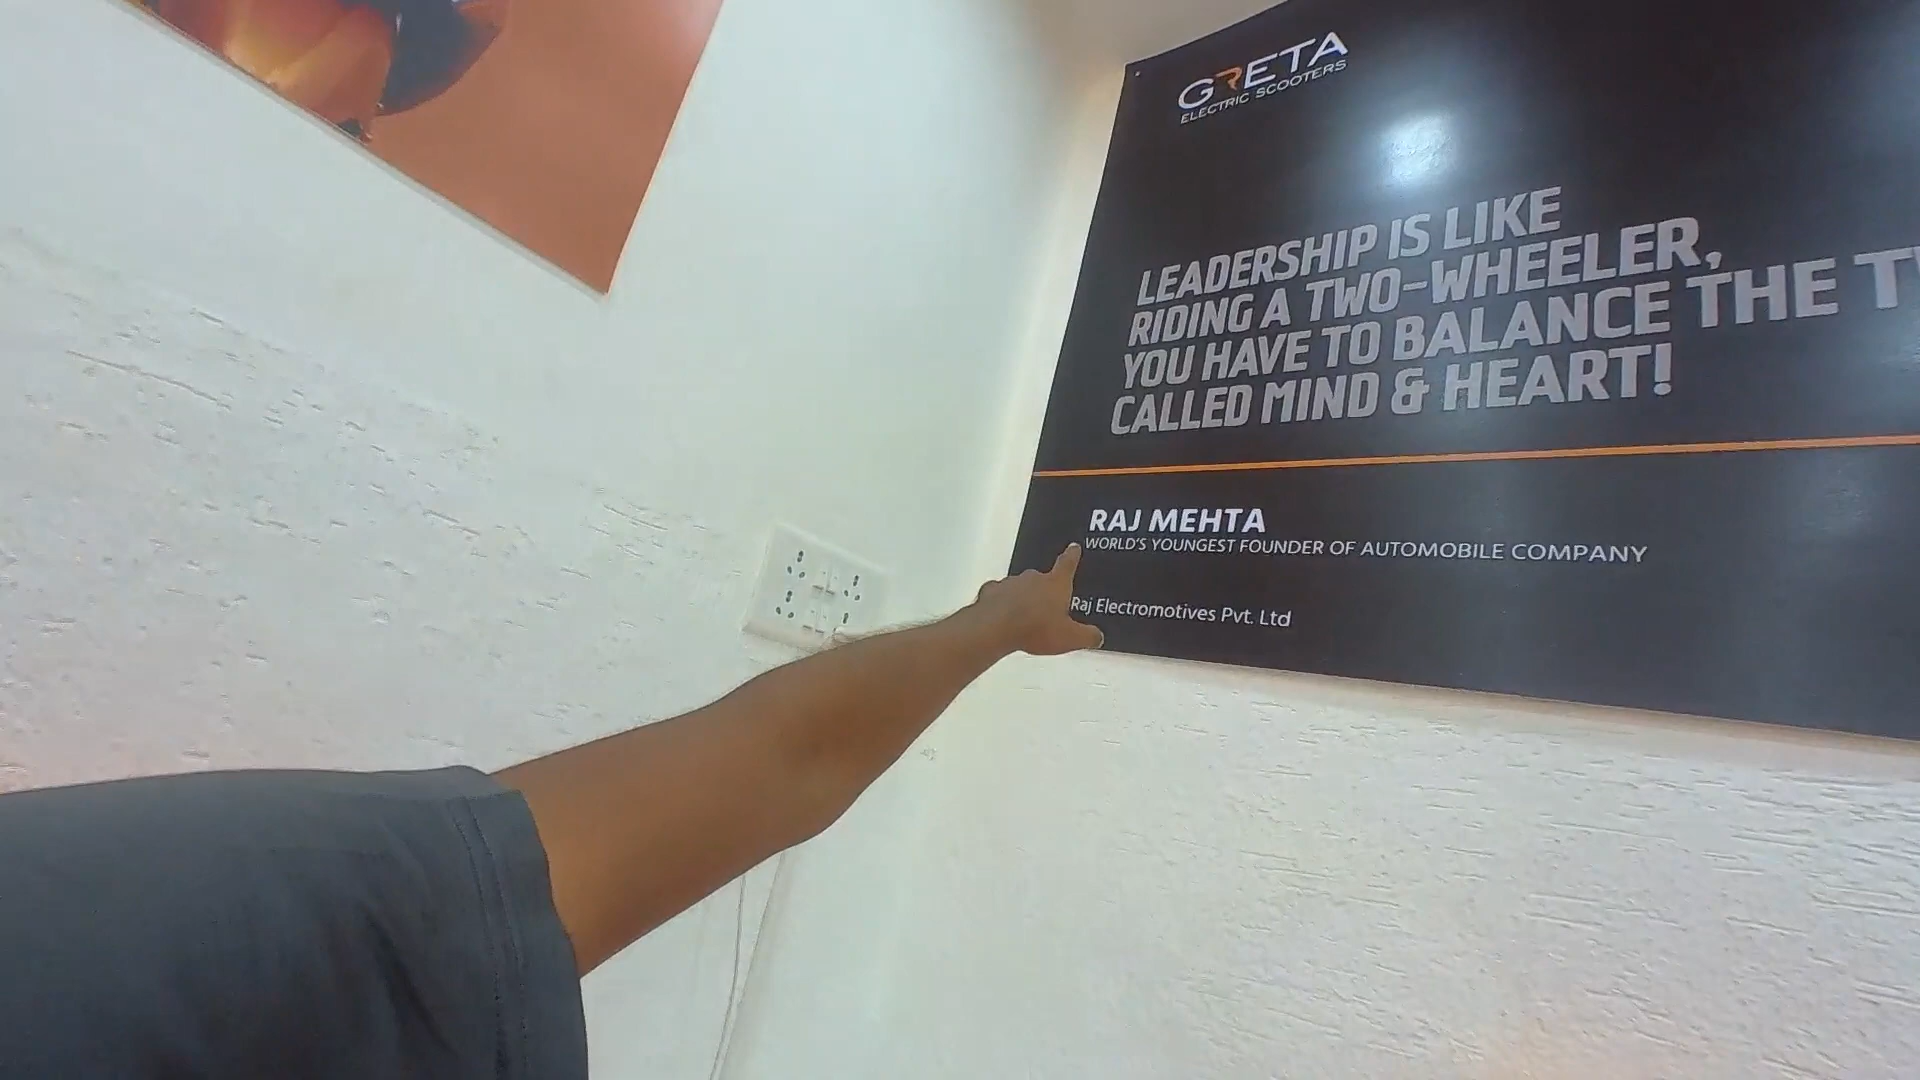 GRETA
ELECTRIC SCOOTERS
LEADERSHIP IS LIKE
RIDING A TWO-WHEELER,
YOU HAVE TO BALANCE THE
CALLED MIND & HEART!
RAJ MEHTA
WORLD'S YOUNGEST FOUNDER OF AUTOMOBILE COMPANY
Raj Electromotives Pvt. Ltd